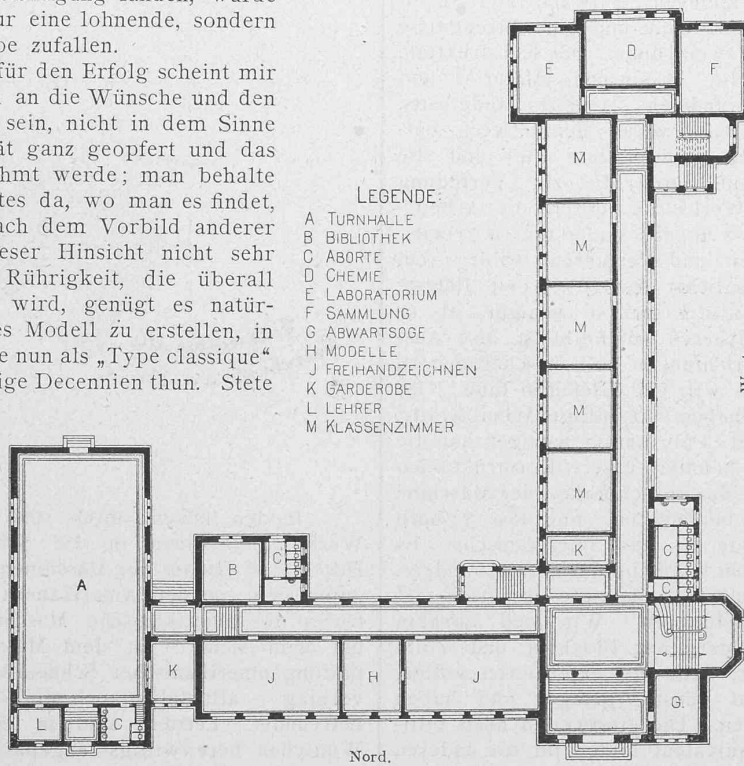 ur eine lohnende, sondern
be zufallen.
für den Erfolg scheint mir
an die Wünsche und den
sein, nicht in dem Sinne
ät ganz geopfert und das
hmt werde; man behalte
tes da, wo man es findet,
ach dem Vorbild anderer
eser Hinsicht nicht sehr
Rührigkeit, die überall
wird, genügt es natür-
es Modell zu erstellen, in
e nun als „Type classique“
ige Decennien thun. Stete
LEGENDE:
A TURNHALLE
B BIBLIOTHEK
C ABORTE
D CHEMIE
E LABORATORIUM
F SAMMLUNG
G ABWARTSOGE
H MODELLE
J FREIHANDZEICHNEN
K GARDEROBE
L LEHRER
M KLASSENZIMMER
E
D
F
M
M
M
M
M
K
C
C
A
B
C
K
J
H
G.
L
C
Nord.